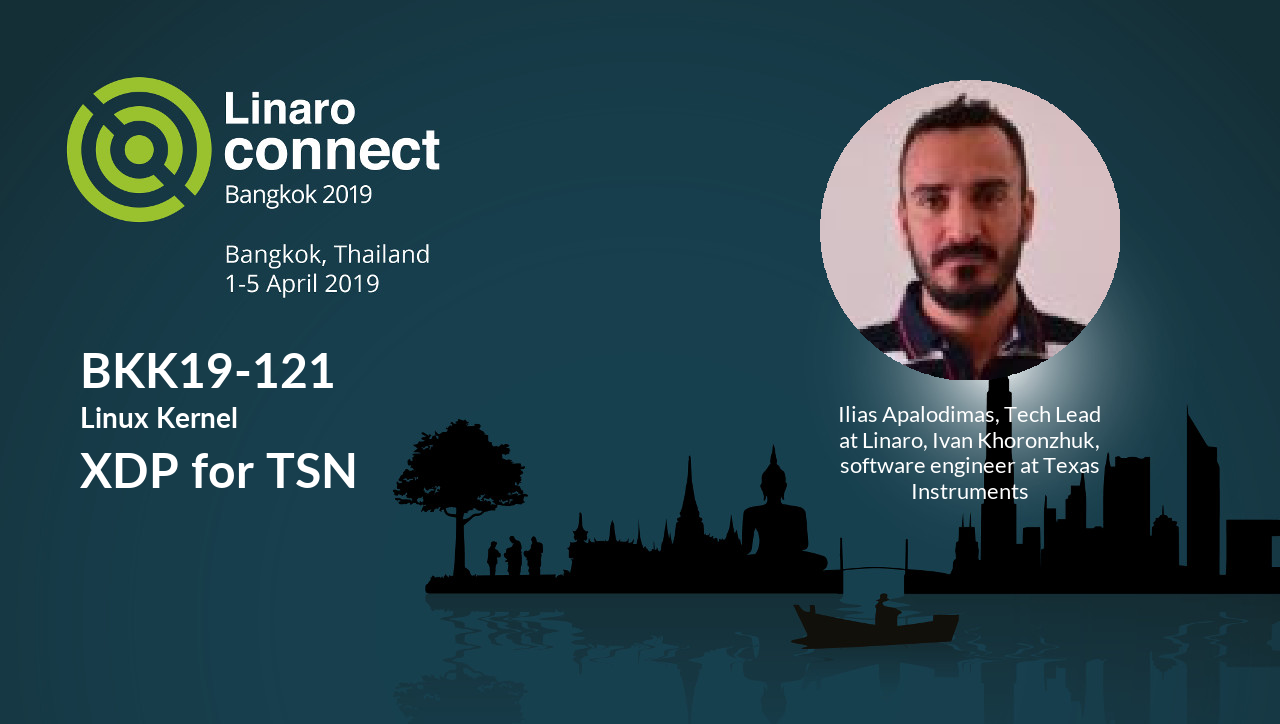 Linaro
connect
Bangkok 2019
Bangkok, Thailand
1-5 April 2019
BKK19-121
Linux Kernel
XDP for TSN
Ilias Apalodimas, Tech Lead
at Linaro, Ivan Khoronzhuk,
software engineer at Texas
Instruments